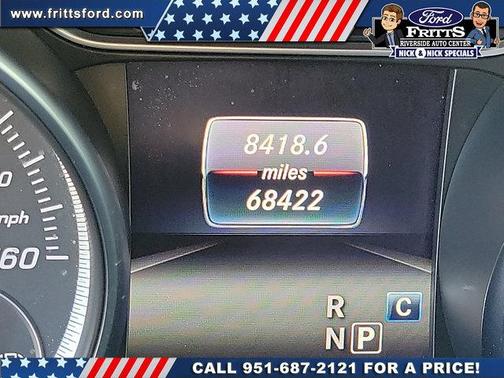 www.frittsford.com
Ford
FRITTS
RIVERSIDE AUTO CENTER
NICK & NICK SPECIALS
8418.6
miles
68422
mph
60
R
C
N P
CALL 951-687-2121 FOR A PRICE!